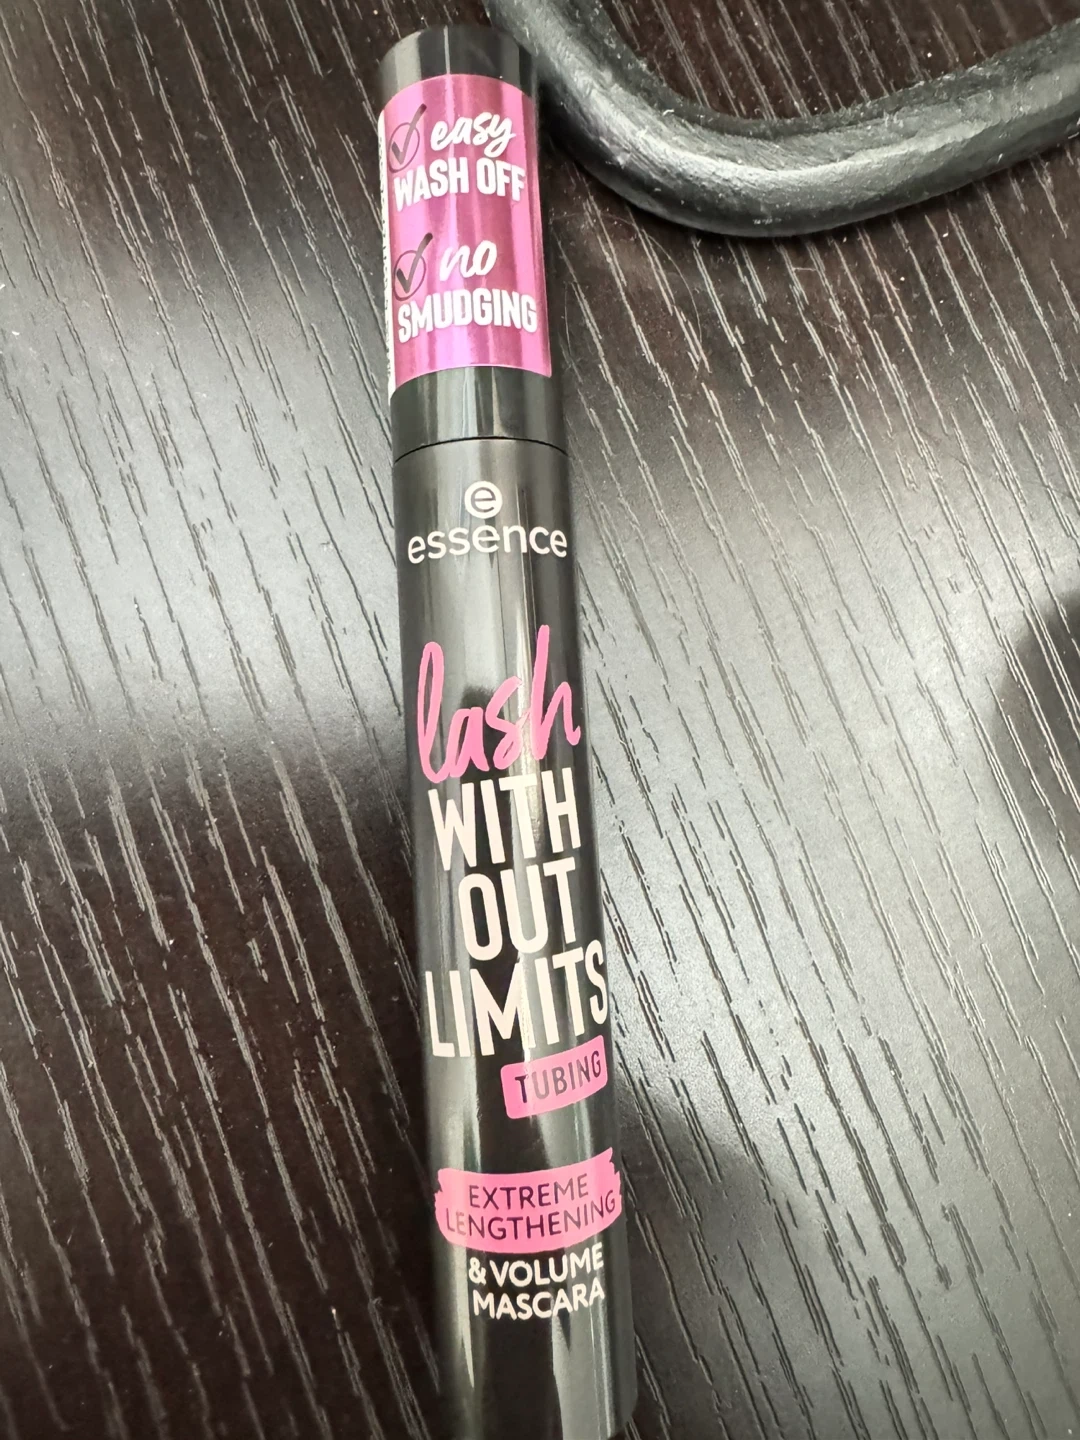 easy
WASH OFF
no
SMUDGING
e
essence
lash
WITH
OUT
LIMITS
TUBING
EXTREME
LENGTHENING
& VOLUME
MASCARA